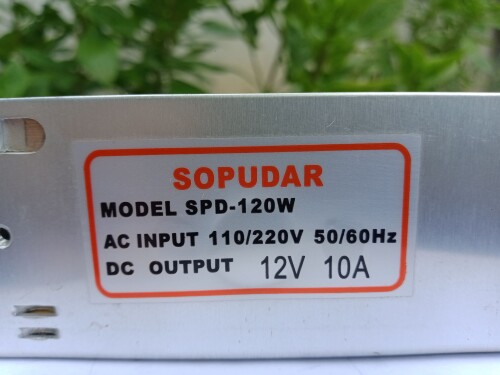 SOPUDAR
MODEL SPD-120W
AC INPUT 110/220V 50/60Hz
DC OUTPUT 12V 10A